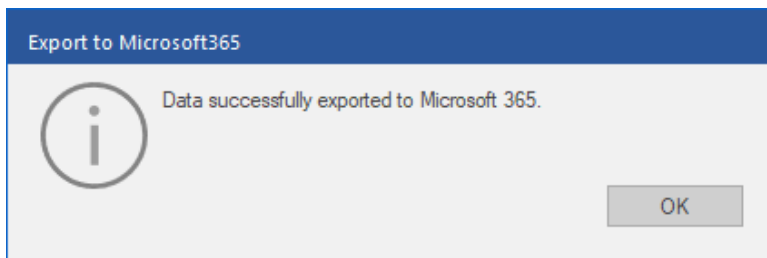 Export to Microsoft365
Data successfully exported to Microsoft 365.
OK